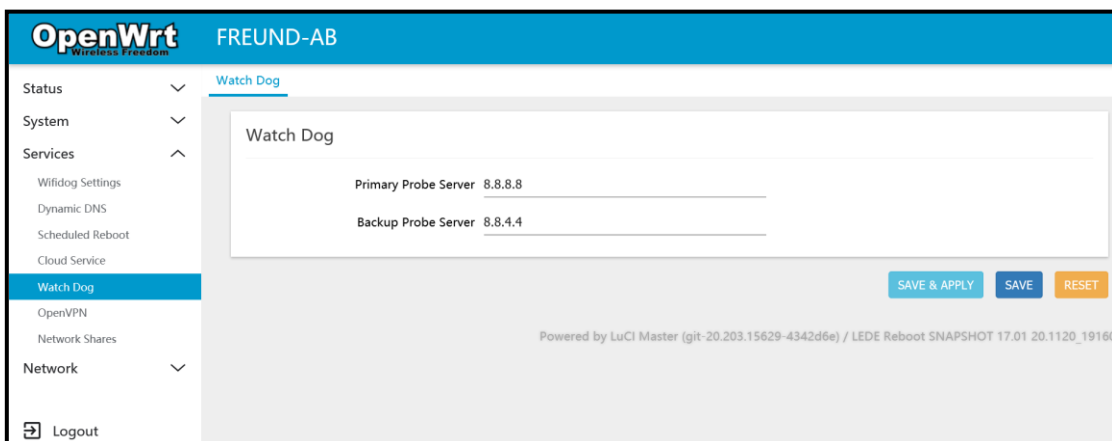 OpenWrt
Wireless Freedom
FREUND-AB
Status
System
Services
Wifidog Settings
Dynamic DNS
Scheduled Reboot
Cloud Service
Watch Dog
OpenVPN
Network Shares
Network
Logout
Watch Dog
Watch Dog
Primary Probe Server 8.8.8.8
Backup Probe Server 8.8.4.4
SAVE & APPLY SAVE RESET
Powered by LuCI Master (git-20.203.15629-4342d6e) / LEDE Reboot SNAPSHOT 17.01 20.1120_19160